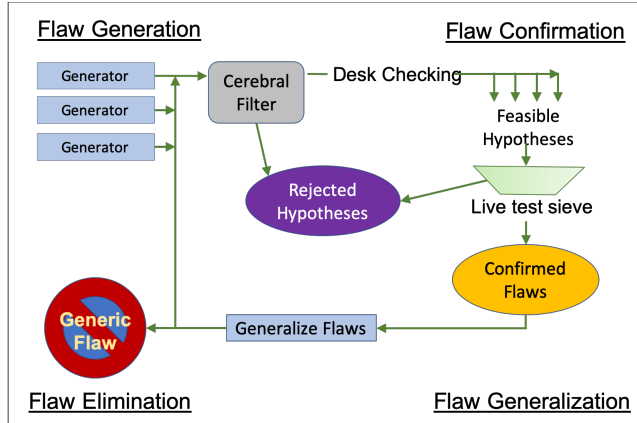 Flaw Generation
Flaw Confirmation
Generator
Generator
Generator
Cerebral
Filter
Desk Checking
Feasible
Hypotheses
Rejected
Hypotheses
Live test sieve
Confirmed
Flaws
Generic
Flaw
Generalize Flaws
Flaw Elimination
Flaw Generalization